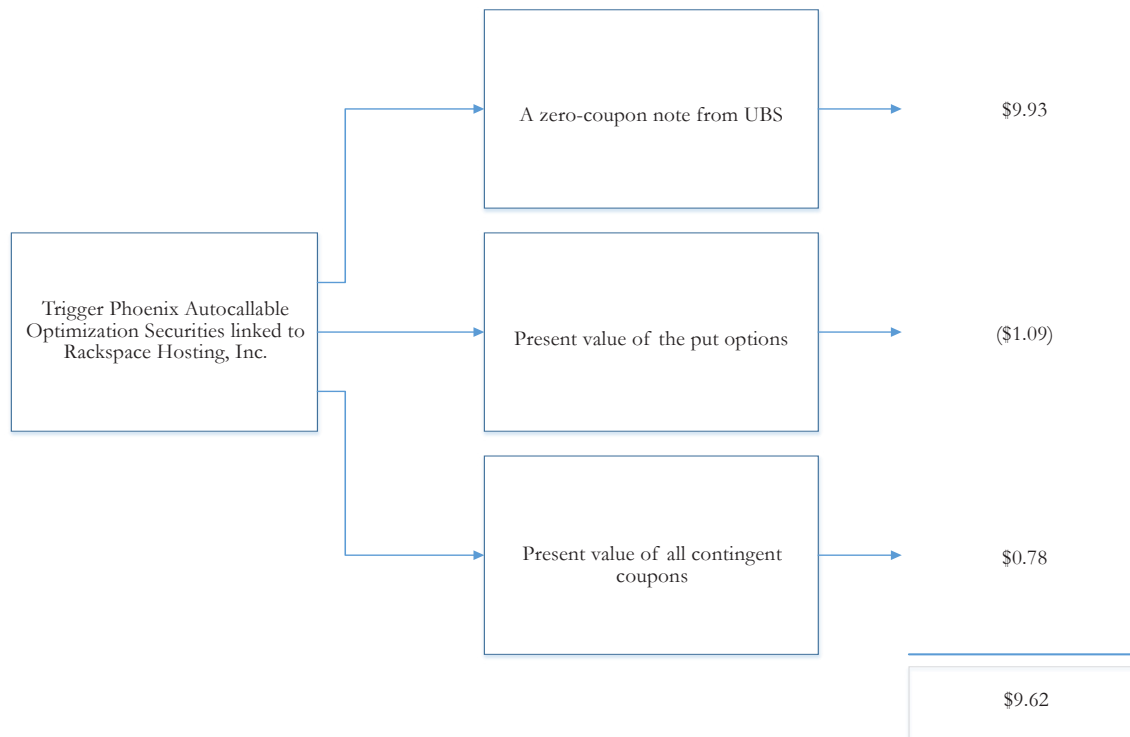 A zero-coupon note from UBS
$9.93
Trigger Phoenix Autocallable
Optimization Securities linked to
Rackspace Hosting, Inc.
Present value of the put options
($1.09)
Present value of all contingent
coupons
$0.78
$9.62